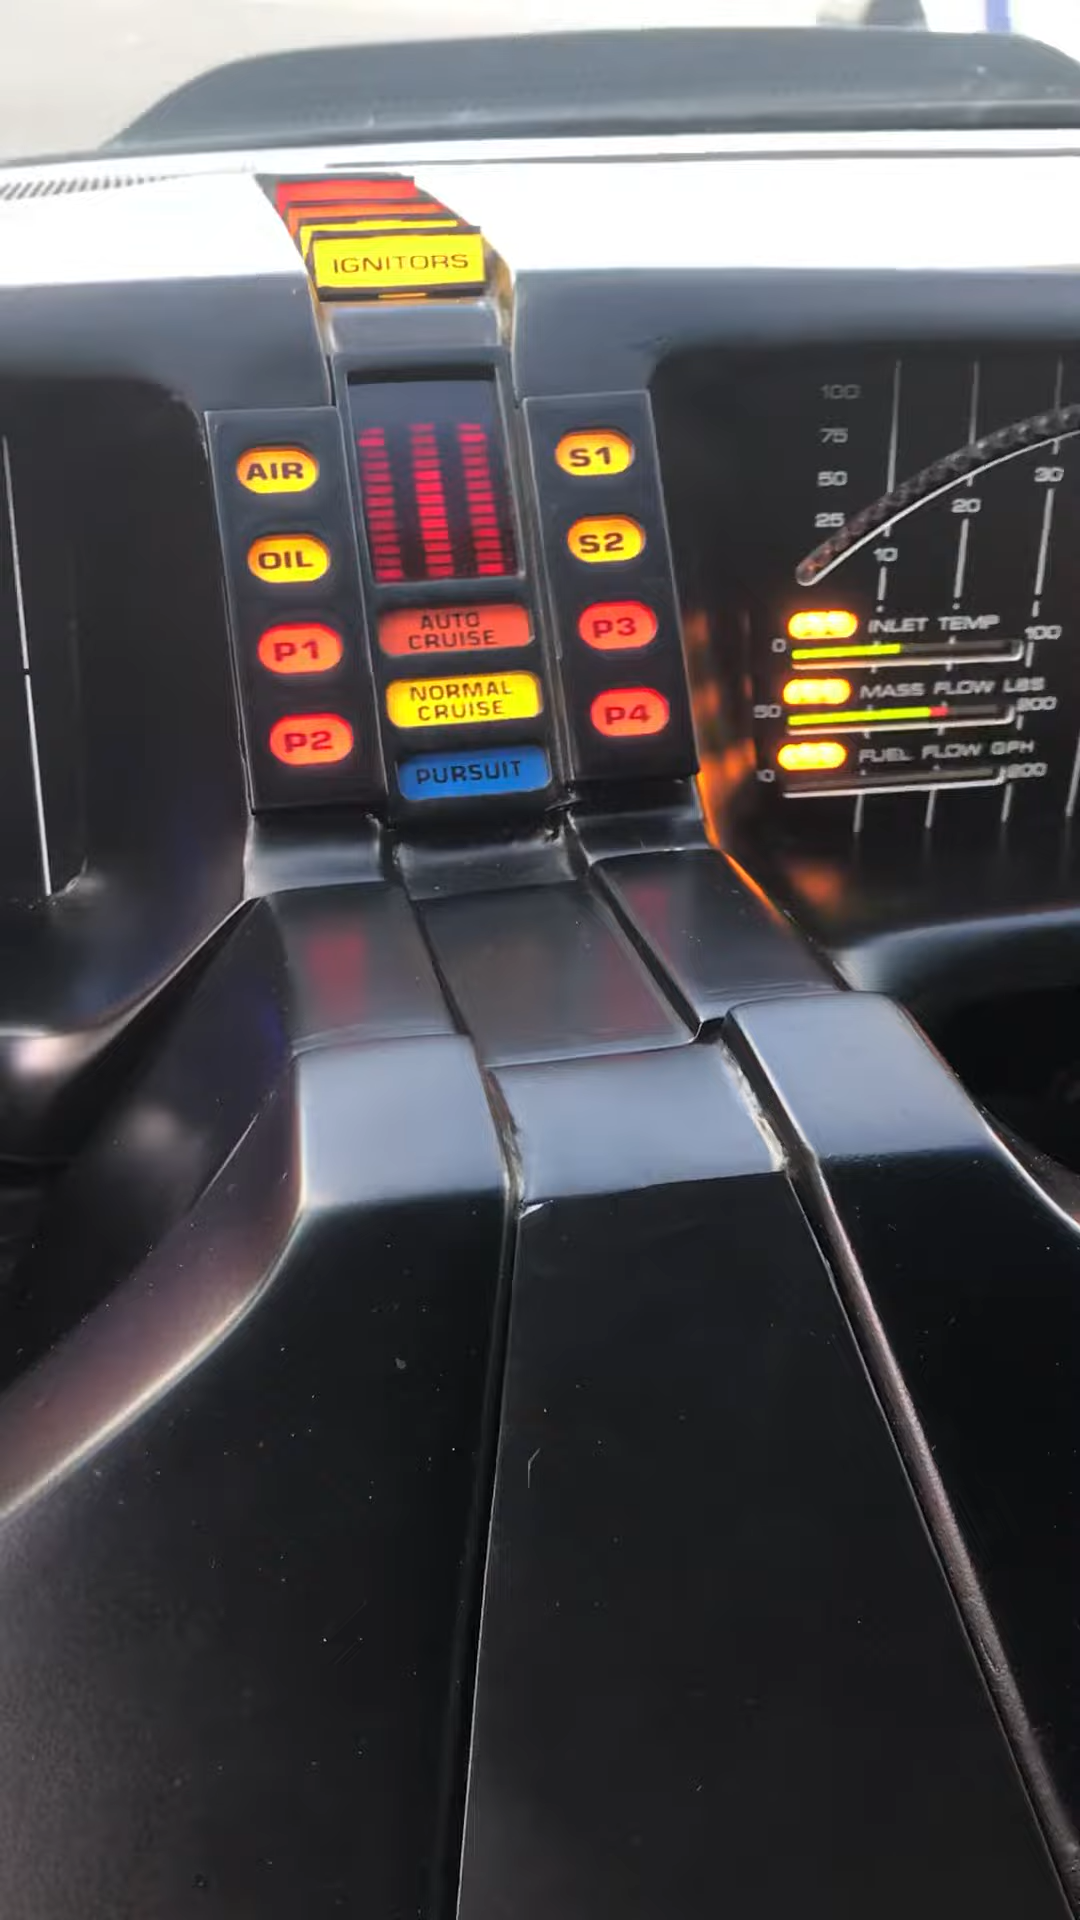 IGNITORS
AIR
OIL
P1
P2
AUTO
CRUISE
NORMAL
CRUISE
PURSUIT
S1
S2
P3
P4
100
75
50
25
10
20
30
INLET TEMP
0
100
MASS FLOW LBS
50
200
FUEL FLOW GPH
10
200